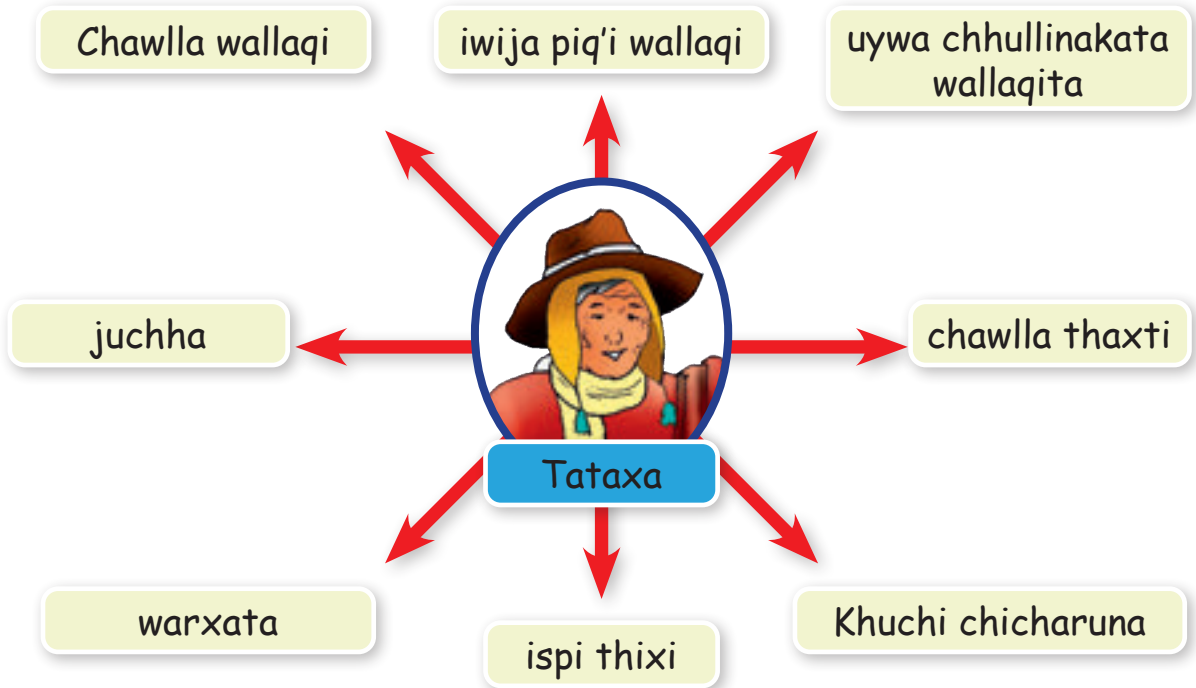 Chawlla wallaqi
iwija piq'i wallaqi
uywa chhullinakata
wallaqita
juchha
chawlla thaxti
Tataxa
warxata
ispi thixi
Khuchi chicharuna